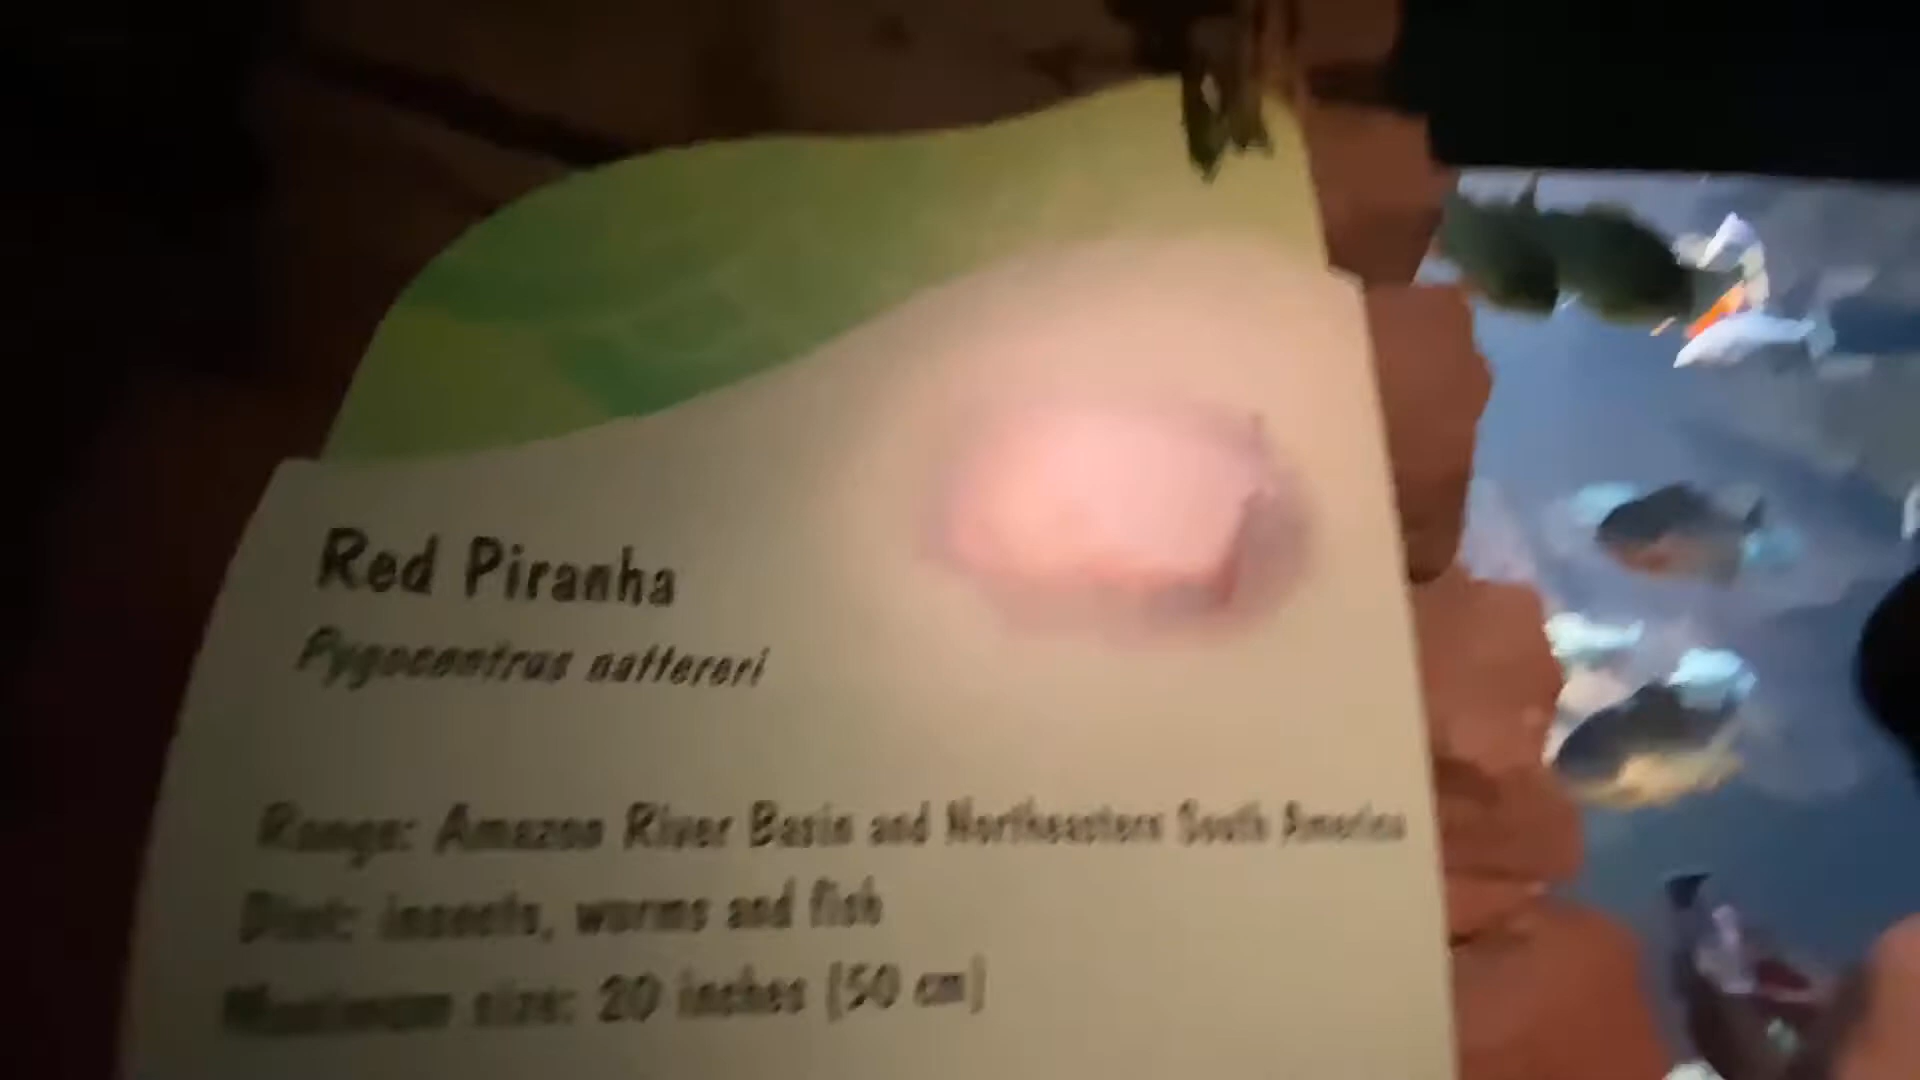 Red Piranha
Pygocentrus nattereri
Range: Amazon River Basin and Northeastern South America
Diet: insects, worms and fish
Maximum size: 20 inches (50 cm)